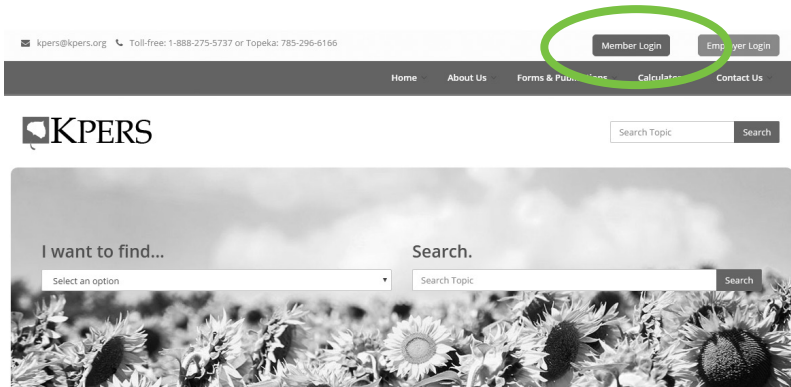 kpers@kpers.org Toll-free: 1-888-275-5737 or Topeka: 785-296-6166
Member Login Employer Login
Home About Us Forms & Publications Calculators Contact Us
KPERS
Search Topic Search
I want to find... Search.
Select an option Search Topic Search